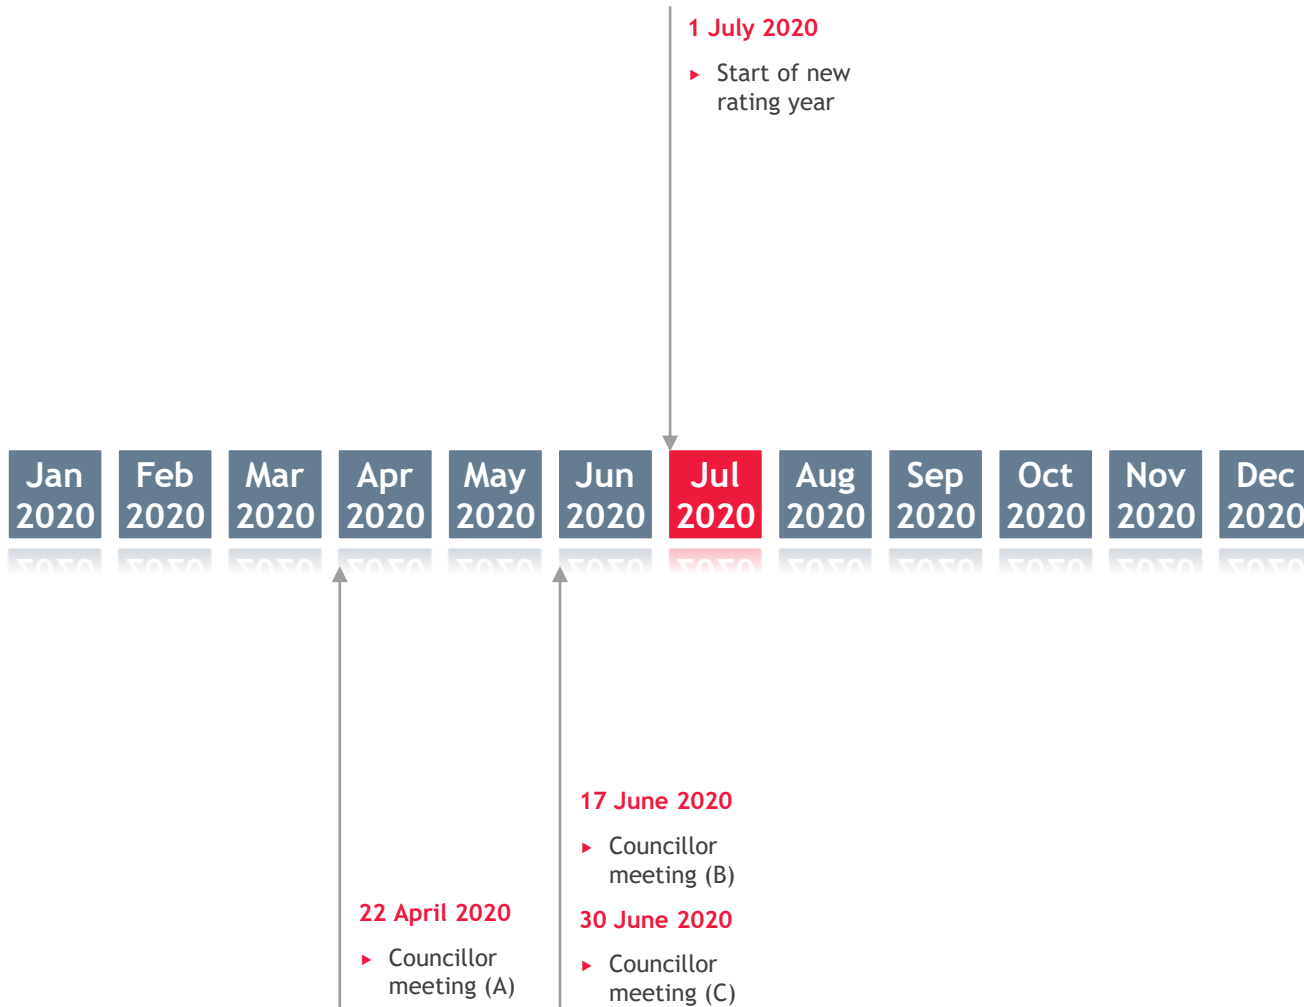 1 July 2020
▶ Start of new
rating year
Jan
2020
Feb
2020
Mar
2020
Apr
2020
May
2020
Jun
2020
Jul
2020
Aug
2020
Sep
2020
Oct
2020
Nov
2020
Dec
2020
22 April 2020
▶ Councillor
meeting (A)
17 June 2020
▶ Councillor
meeting (B)
30 June 2020
▶ Councillor
meeting (C)